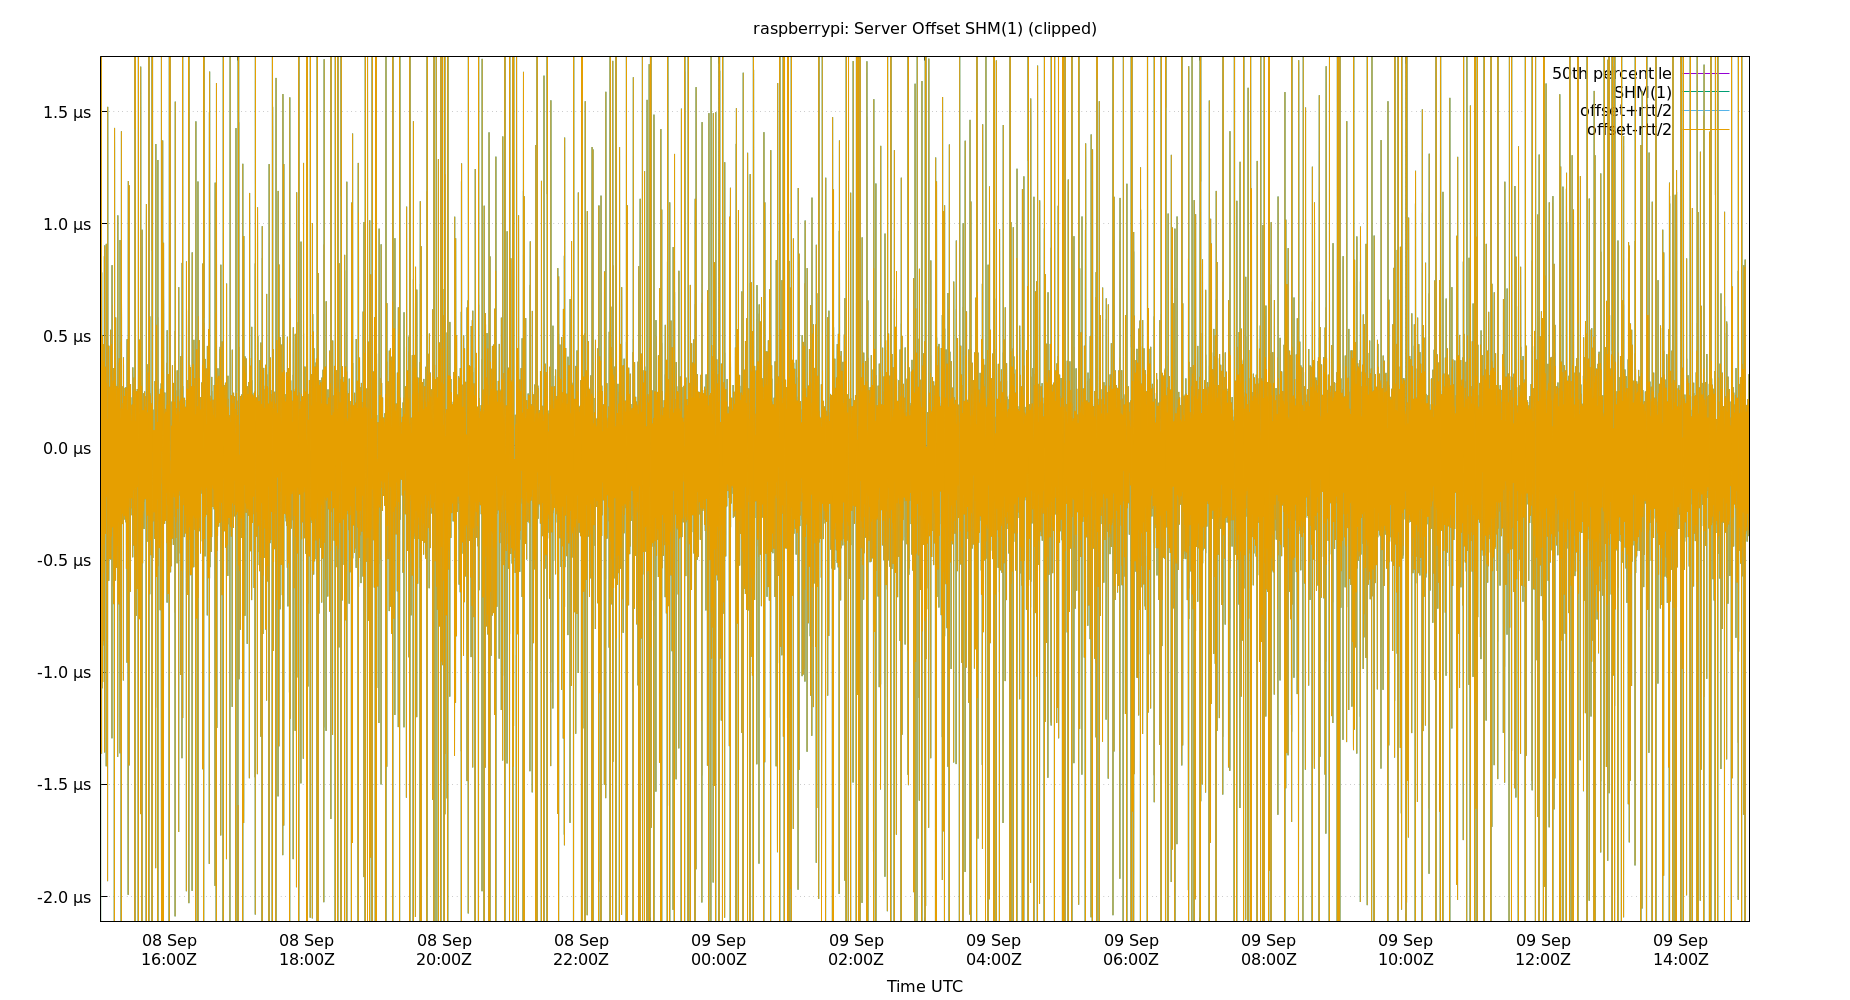 raspberrypi: Server Offset SHM(1) (clipped)
50th percentile
SHM(1)
offset+rtt/2
offset-rtt/2
1.5 µs
1.0 µs
0.5 µs
0.0 µs
-0.5 µs
-1.0 µs
-1.5 µs
-2.0 µs
08 Sep 08 Sep 08 Sep 08 Sep 09 Sep 09 Sep 09 Sep 09 Sep 09 Sep 09 Sep 09 Sep 09 Sep
16:00Z 18:00Z 20:00Z 22:00Z 00:00Z 02:00Z 04:00Z 06:00Z 08:00Z 10:00Z 12:00Z 14:00Z
Time UTC